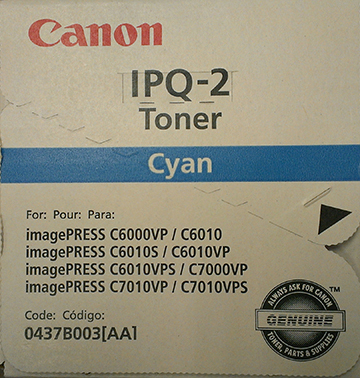 Canon
IPQ-2
Toner
Cyan
For: Pour: Para:
imagePRESS C6000VP / C6010
imagePRESS C6010S / C6010VP
imagePRESS C6010VPS / C7000VP
imagePRESS C7010VP / C7010VPS
Code: Código:
0437B003[AA]
ALWAYS ASK FOR CANON
GENUINE
TONER, PARTS & SUPPLIES
TM